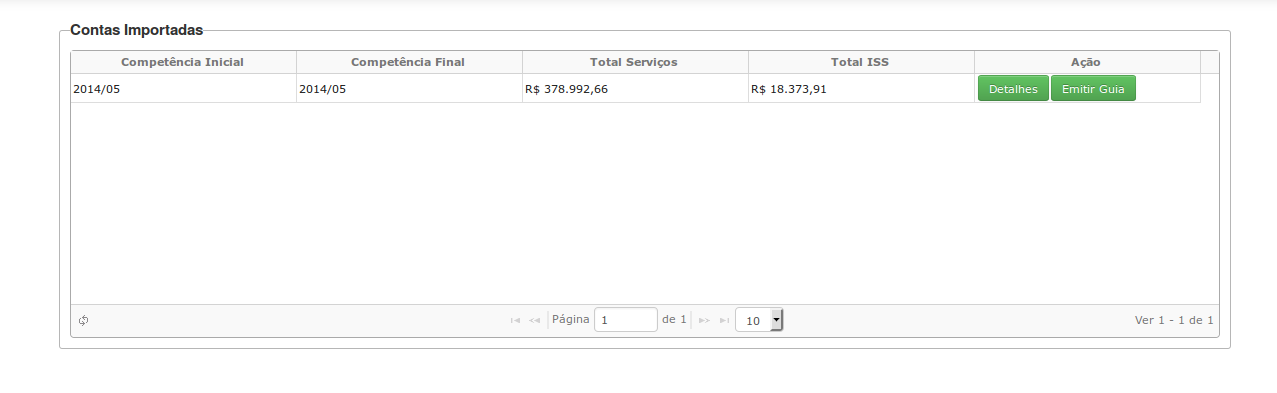 Contas Importadas
Competência Inicial Competência Final Total Serviços Total ISS Ação
2014/05 2014/05 R$ 378.992,66 R$ 18.373,91 Detalhes Emitir Guia
Página 1 de 1 10 Ver 1 - 1 de 1